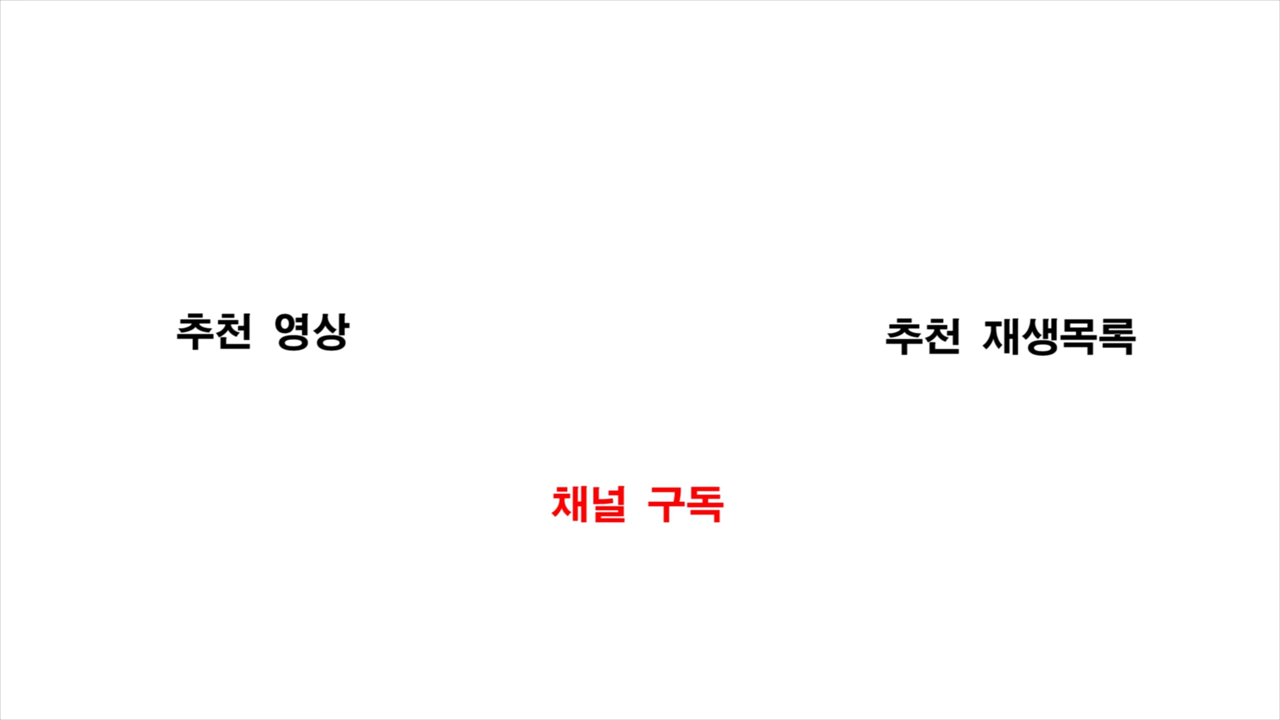 추천 영상
추천 재생목록
채널 구독